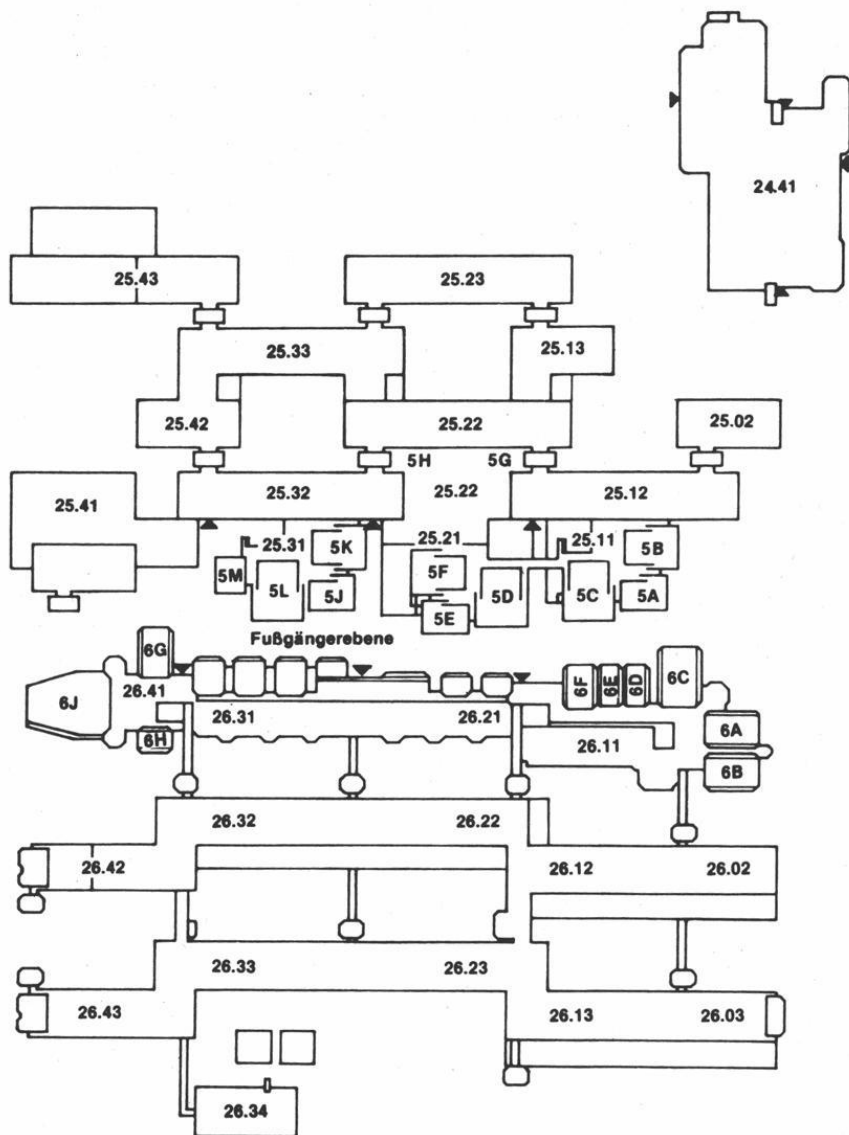 24.41
25.43
25.23
25.33
25.13
25.42
25.22
25.02
5H
5G
25.41
25.32
25.22
25.12
25.31
5K
25.21
25.11
5B
5M
5L
5J
5F
5E
5D
5C
5A
Fußgängerebene
6G
6J
26.41
6H
26.31
26.21
6F
6E
6D
6C
6A
26.11
6B
26.32
26.22
26.42
26.12
26.02
26.33
26.23
26.43
26.13
26.03
26.34